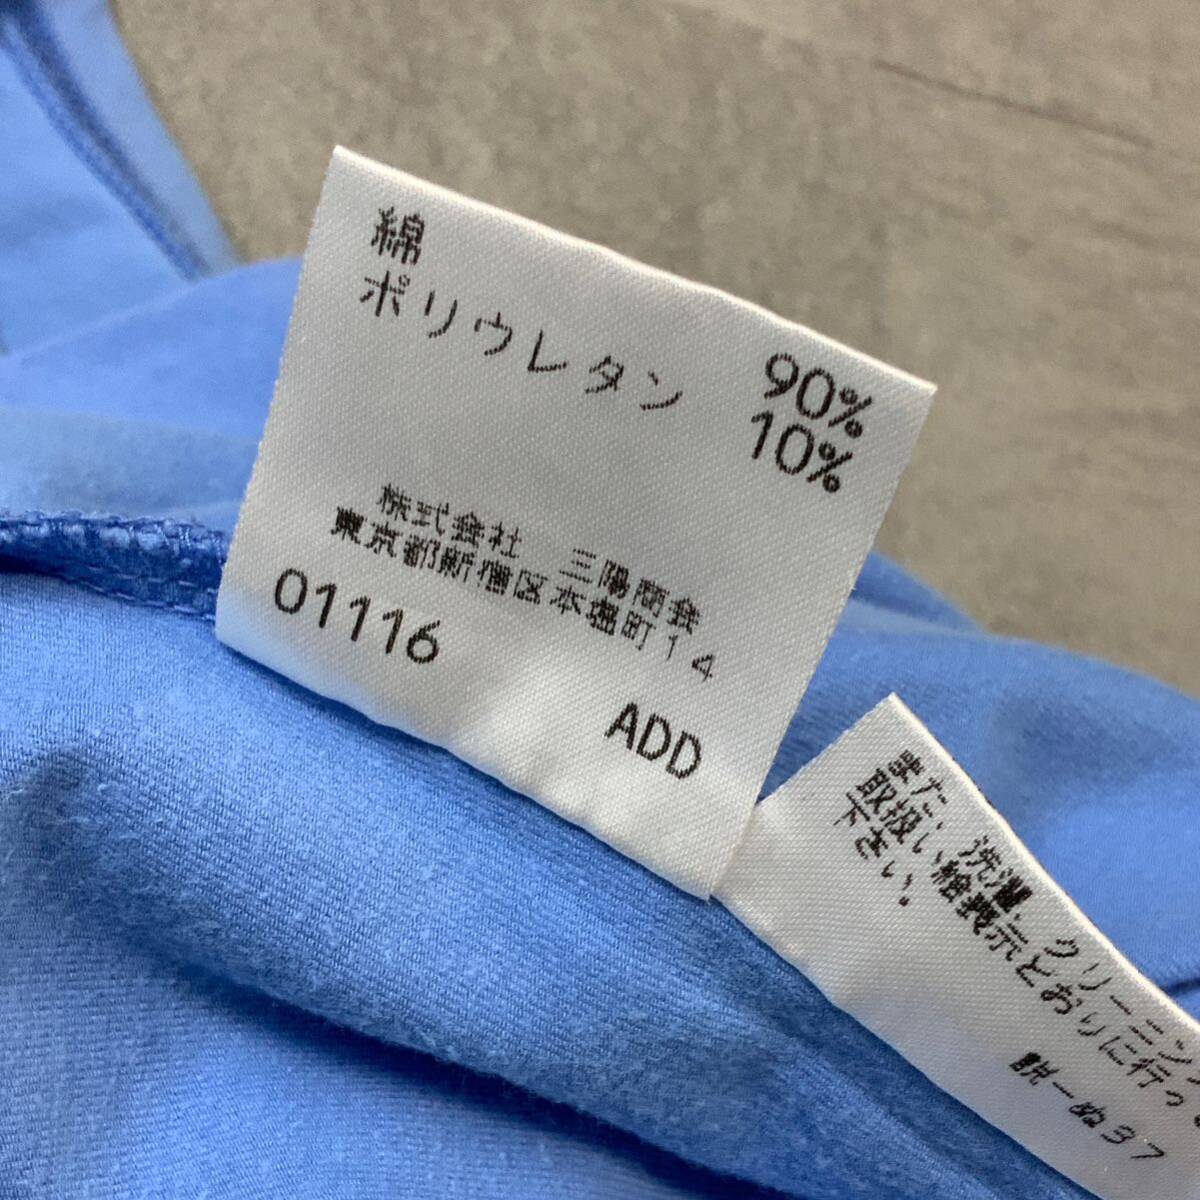 綿 90%
ポリウレタン 10%
株式会社 三陽商会
東京都新宿区本塩町14
01116
ADD
また、洗濯、クリーニン
取扱い絵表示どおりに行っ
下さい。
脱-ぬ37